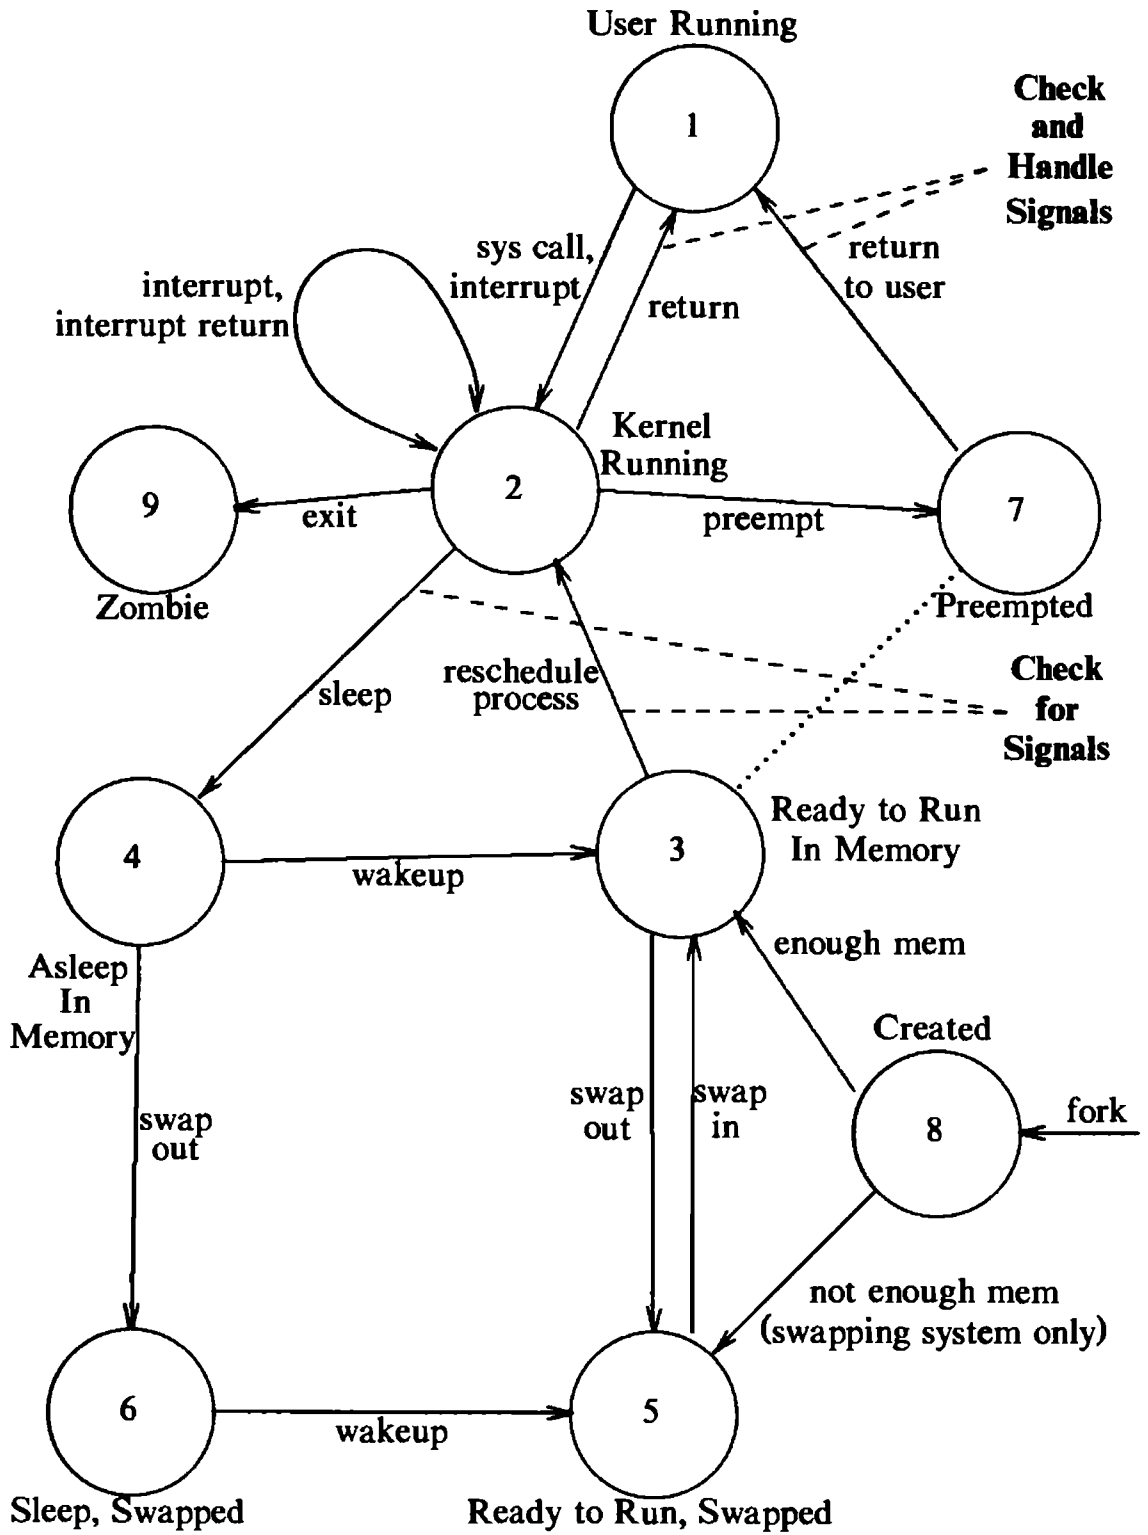 User Running
1
Check
and
Handle
Signals
sys call,
interrupt
return
return
to user
interrupt,
interrupt return
Kernel
Running
2
9
7
exit
preempt
Zombie
Preempted
sleep
reschedule
process
Check
for
Signals
4
3
Ready to Run
In Memory
wakeup
Asleep
In
Memory
enough mem
Created
8
fork
swap
out
swap
out
swap
in
not enough mem
(swapping system only)
6
5
wakeup
Sleep, Swapped
Ready to Run, Swapped